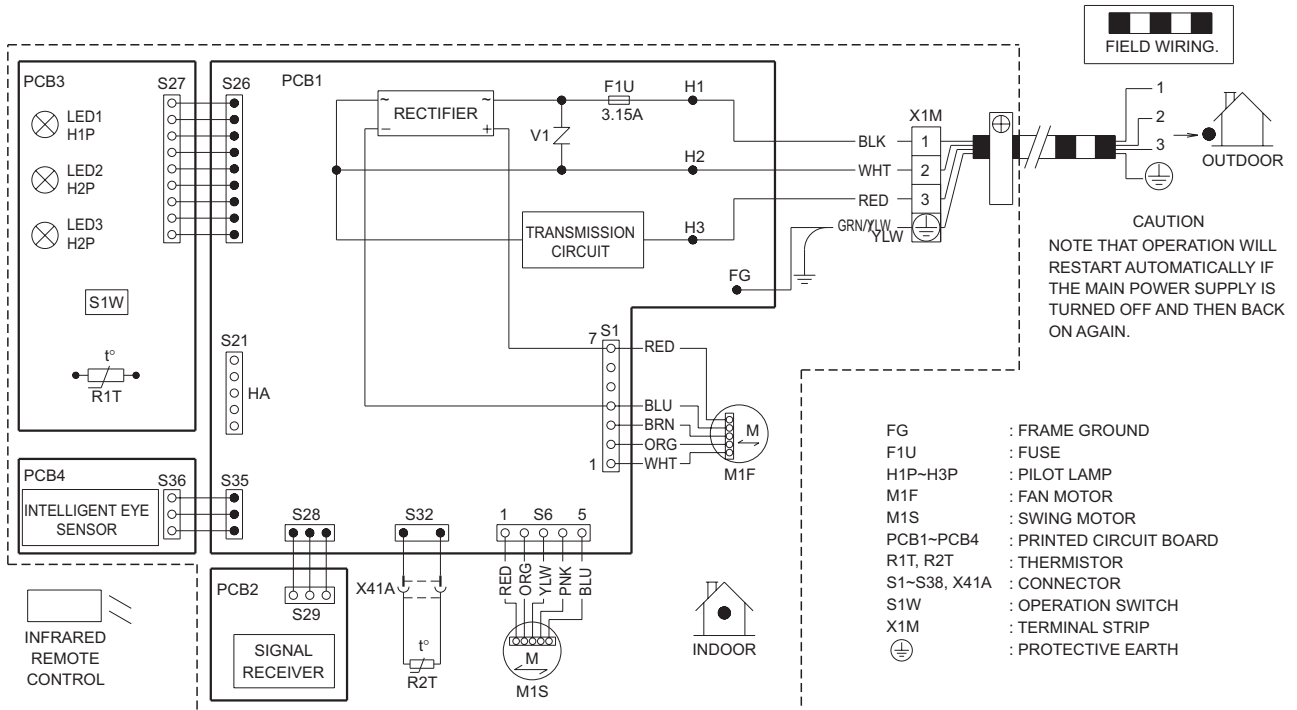 FIELD WIRING.
PCB3
S27
S26
PCB1
LED1
H1P
LED2
H2P
LED3
H2P
S1W
t°
R1T
~
RECTIFIER
~
−
+
F1U
3.15A
V1
H1
H2
H3
TRANSMISSION
CIRCUIT
FG
BLK
WHT
RED
GRN/YLW
YLW
X1M
1
2
3
1
2
3
OUTDOOR
CAUTION
NOTE THAT OPERATION WILL
RESTART AUTOMATICALLY IF
THE MAIN POWER SUPPLY IS
TURNED OFF AND THEN BACK
ON AGAIN.
S21
HA
7
S1
RED
BLU
BRN
ORG
WHT
1
M
M1F
PCB4
S36
S35
INTELLIGENT EYE
SENSOR
S28
S32
1
S6
5
RED
ORG
YLW
PNK
BLU
PCB2
S29
SIGNAL
RECEIVER
X41A
t°
R2T
M
M1S
INFRARED
REMOTE
CONTROL
INDOOR
FG : FRAME GROUND
F1U : FUSE
H1P~H3P : PILOT LAMP
M1F : FAN MOTOR
M1S : SWING MOTOR
PCB1~PCB4 : PRINTED CIRCUIT BOARD
R1T, R2T : THERMISTOR
S1~S38, X41A : CONNECTOR
S1W : OPERATION SWITCH
X1M : TERMINAL STRIP
: PROTECTIVE EARTH